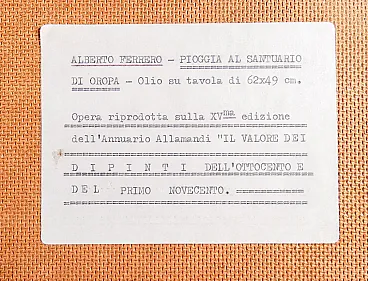 ALBERTO FERRERO - PIOGGIA AL SANTUARIO
DI OROPA - Olio su tavola di 62x49 cm.
Opera riprodotta sulla XVma edizione
dell'Annuario Allamandi "IL VALORE DEI
D I P I N T I DELL'OTTOCENTO E
DEL PRIMO NOVECENTO.